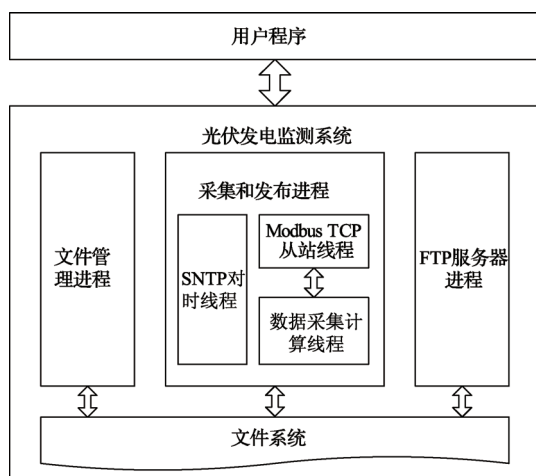 用户程序
光伏发电监测系统
文件管
理进程
采集和发布进程
SNTP对
时线程
Modbus TCP
从站线程
数据采集计
算线程
FTP服务器
进程
文件系统